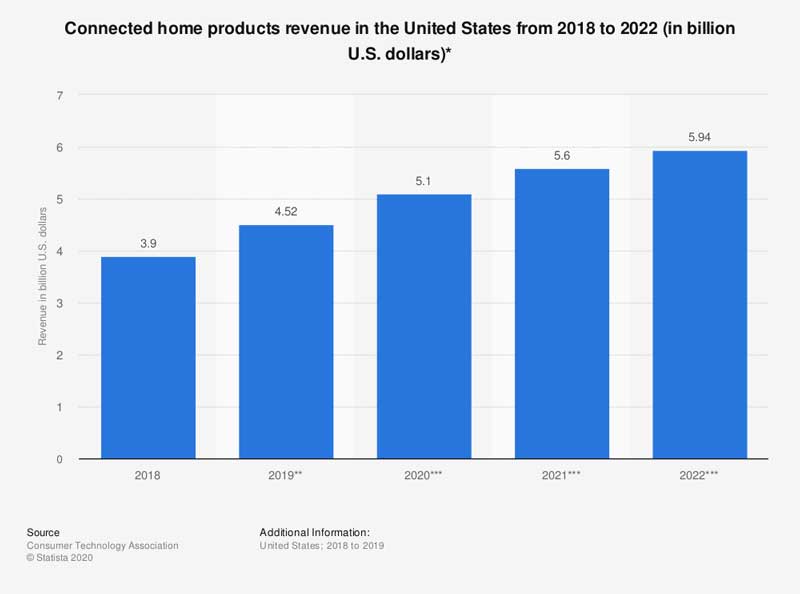 Connected home products revenue in the United States from 2018 to 2022 (in billion
U.S. dollars)*
Revenue in billion U.S. dollars
7
6
5
4
3
2
1
0
3.9
4.52
5.1
5.6
5.94
2018
2019**
2020***
2021***
2022***
Source
Consumer Technology Association
© Statista 2020
Additional Information:
United States; 2018 to 2019